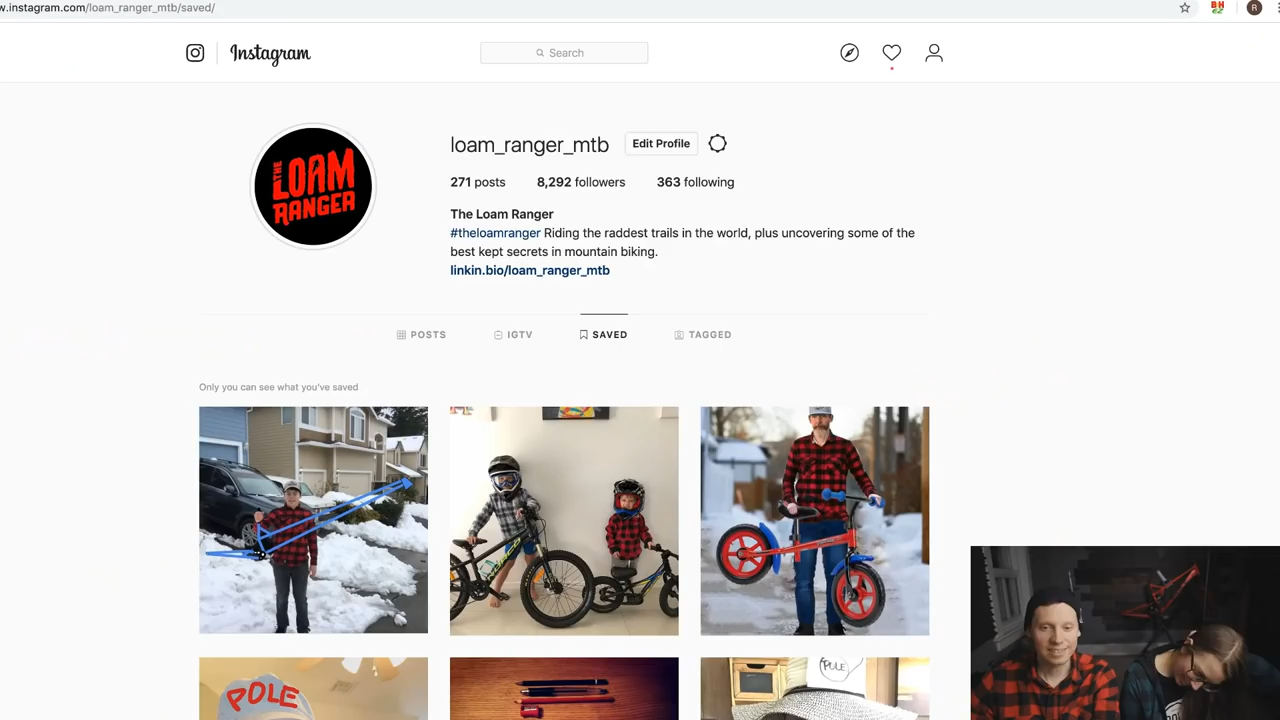 w.instagram.com/loam_ranger_mtb/saved/
BH
R
Instagram
Search
THE
LOAM
RANGER
loam_ranger_mtb
Edit Profile
271 posts
8,292 followers
363 following
The Loam Ranger
#theloamranger Riding the raddest trails in the world, plus uncovering some of the
best kept secrets in mountain biking.
linkin.bio/loam_ranger_mtb
POSTS
IGTV
SAVED
TAGGED
Only you can see what you've saved
POLE
POLE